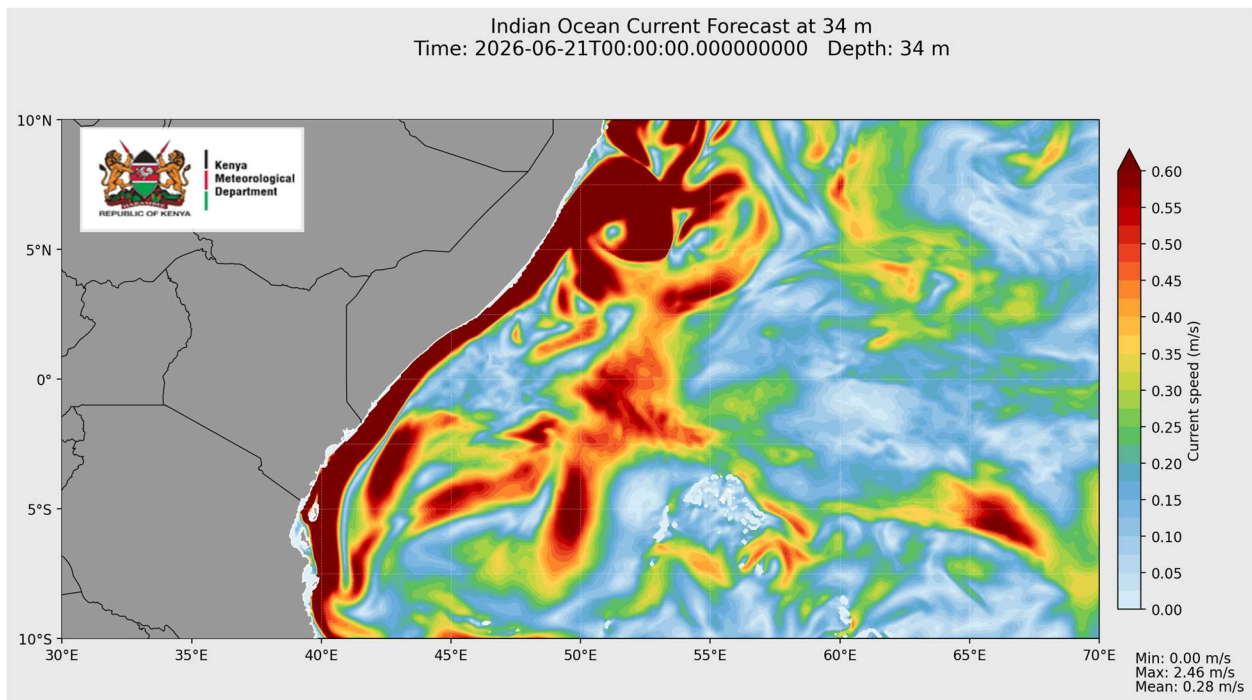 Indian Ocean Current Forecast at 34 m
Time: 2026-06-21T00:00:00.000000000   Depth: 34 m
10°N
5°N
0°
5°S
10°S
30°E
35°E
40°E
45°E
50°E
55°E
60°E
65°E
70°E
Kenya
Meteorological
Department
REPUBLIC OF KENYA
0.60
0.55
0.50
0.45
0.40
0.35
0.30
0.25
0.20
0.15
0.10
0.05
0.00
Current speed (m/s)
Min: 0.00 m/s
Max: 2.46 m/s
Mean: 0.28 m/s